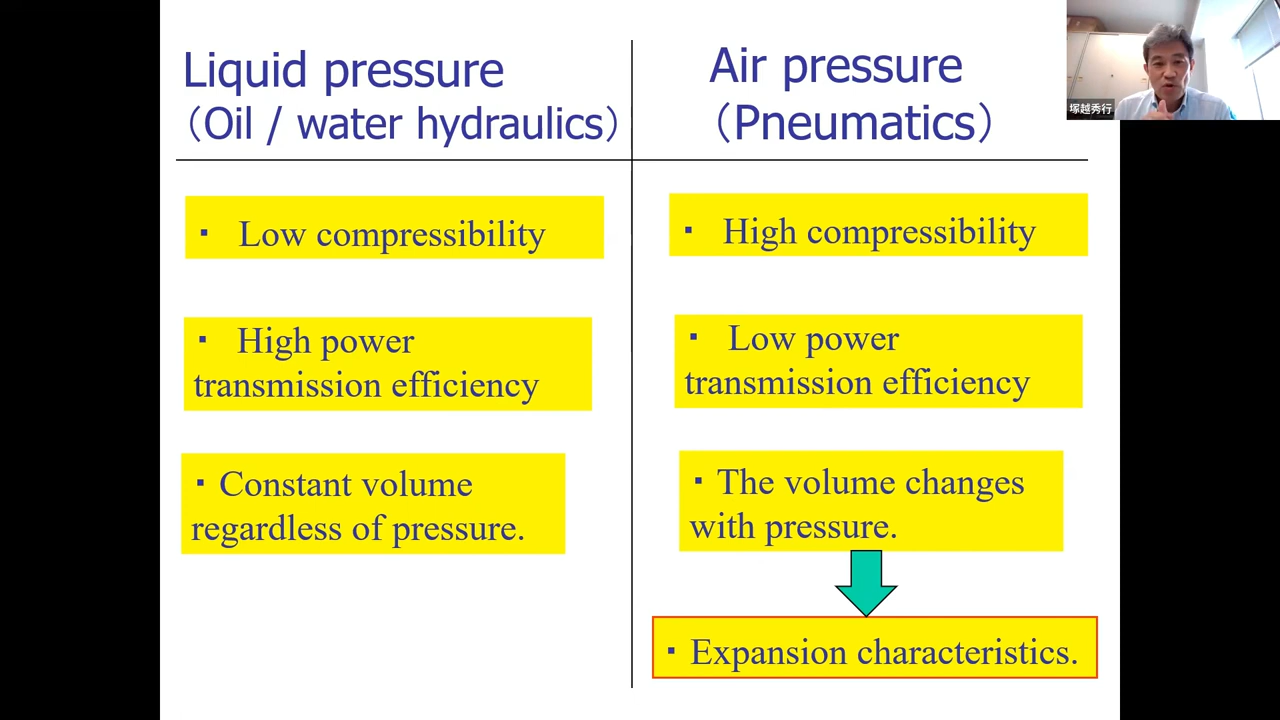 Liquid pressure
（Oil / water hydraulics）
Air pressure
（Pneumatics）
・ Low compressibility
・ High power
transmission efficiency
・Constant volume
regardless of pressure.
・ High compressibility
・ Low power
transmission efficiency
・The volume changes
with pressure.
・Expansion characteristics.
塚越秀行